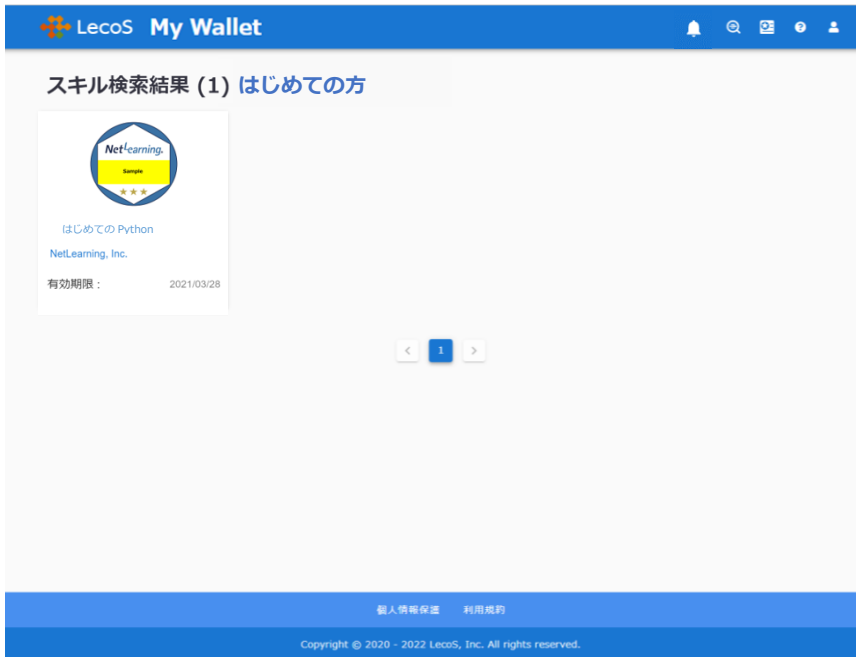 LecoS My Wallet
スキル検索結果 (1) はじめての方
NetLearning.
Sample
はじめての Python
NetLearning, Inc.
有効期限 : 2021/03/28
1
個人情報保護 利用規約
Copyright © 2020 - 2022 LecoS, Inc. All rights reserved.